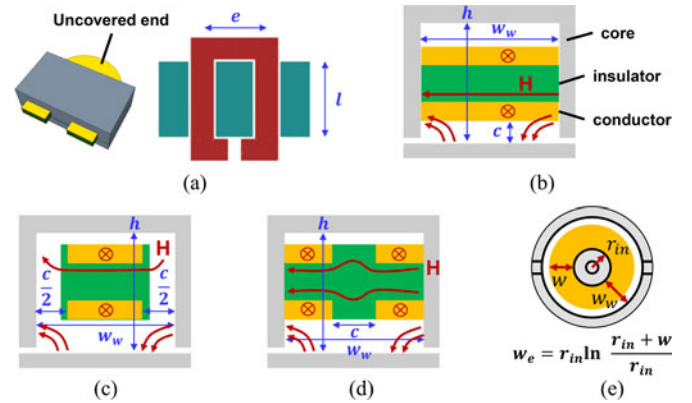 Uncovered end
e
l
(a)
h
w_w
core
insulator
H
conductor
c
(b)
h
H
c/2
c/2
w_w
(c)
h
H
c
w_w
(d)
r_in
w
w_w
w_e = r_in ln (r_in + w)/r_in
(e)